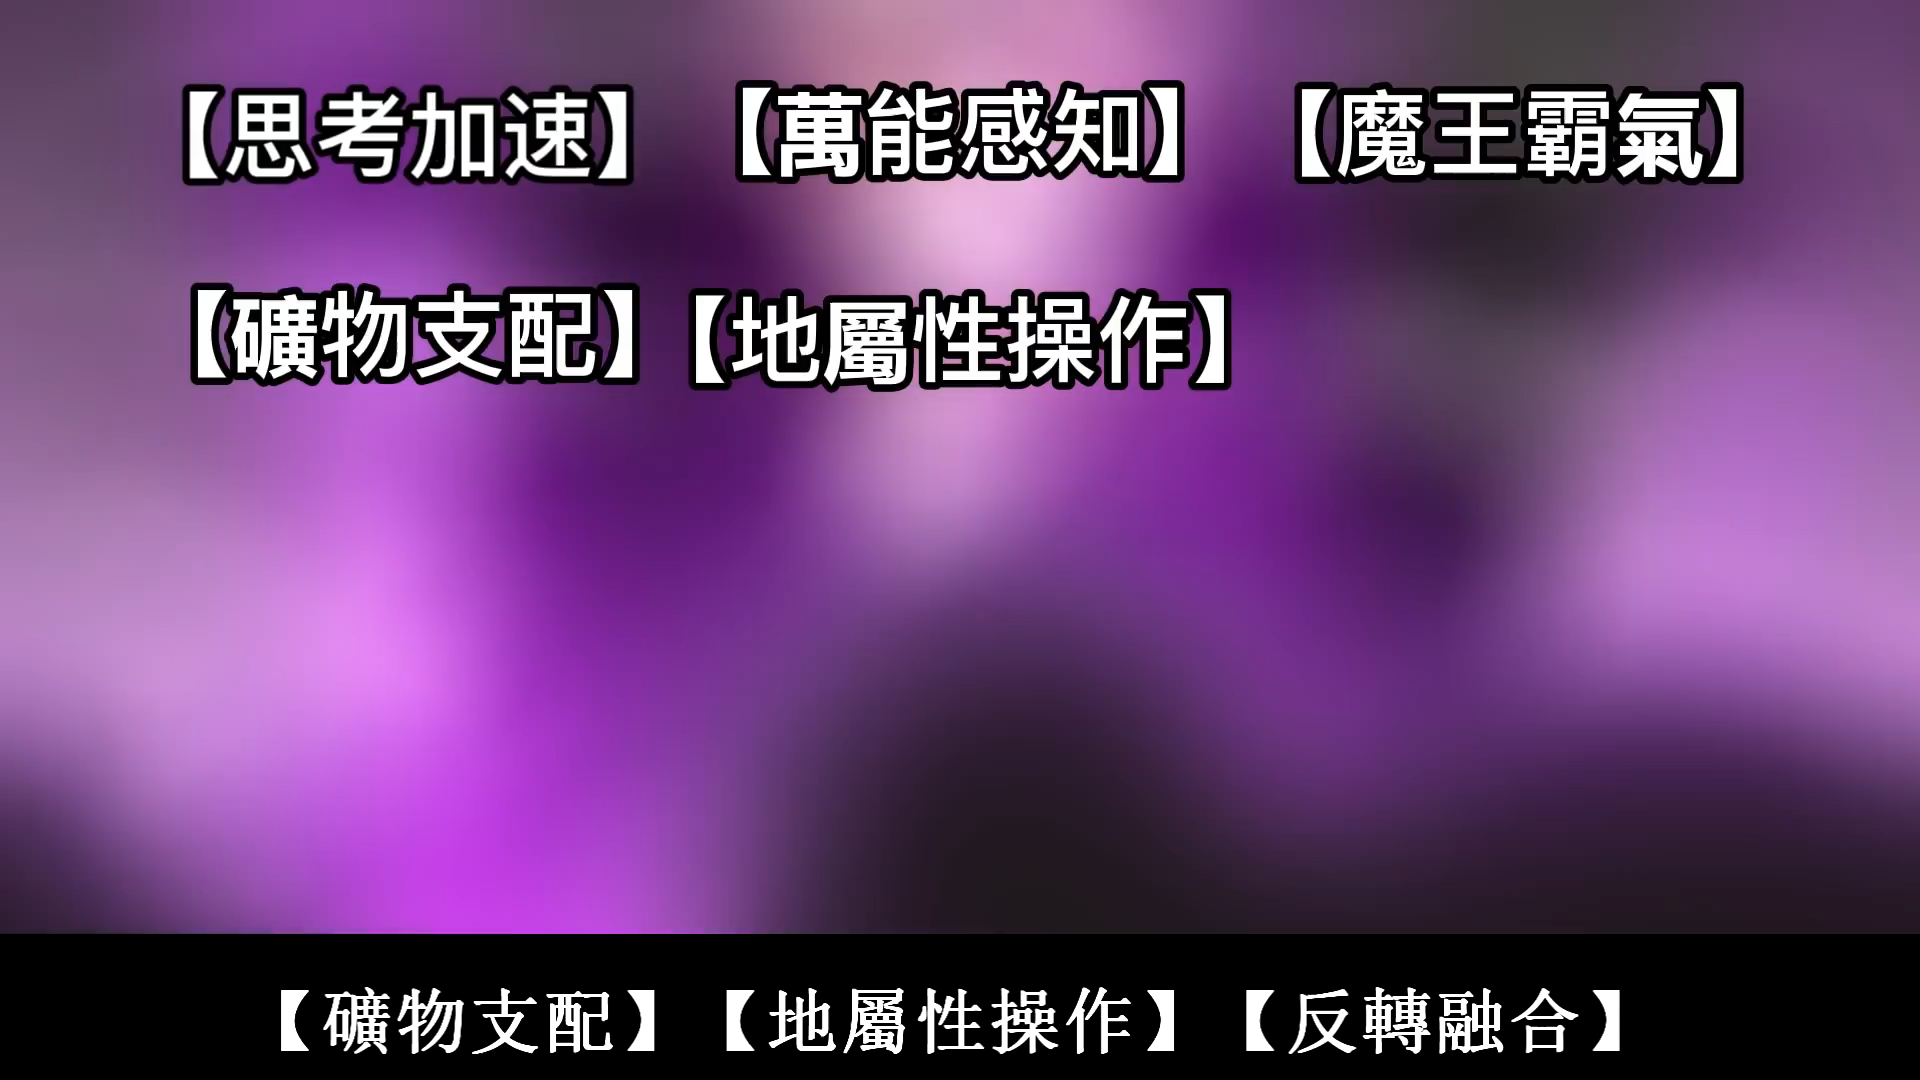 【思考加速】【萬能感知】【魔王霸氣】
【礦物支配】【地屬性操作】
【礦物支配】【地屬性操作】【反轉融合】